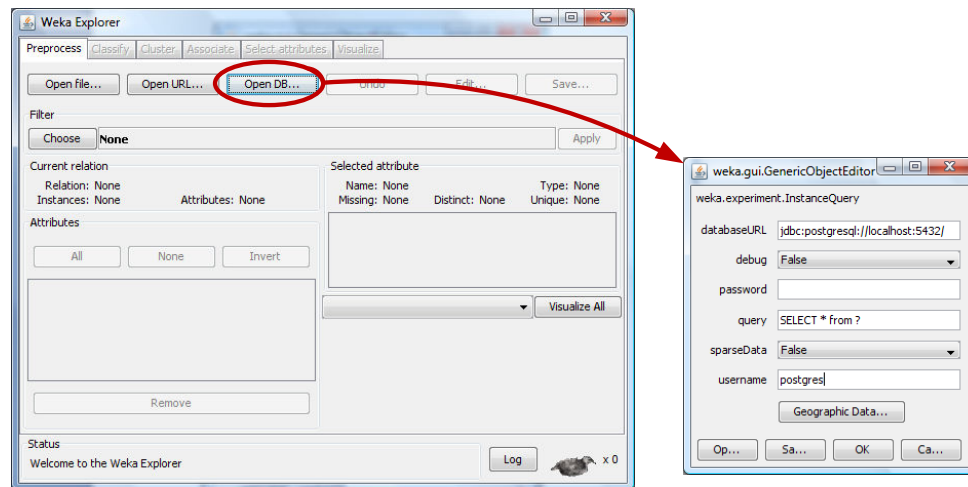 Weka Explorer
Preprocess Classify Cluster Associate Select attributes Visualize
Open file... Open URL... Open DB... Undo Edit... Save...
Filter
Choose None Apply
Current relation
Relation: None
Instances: None Attributes: None
Selected attribute
Name: None Type: None
Missing: None Distinct: None Unique: None
Attributes
All None Invert
Visualize All
Remove
Status
Welcome to the Weka Explorer
Log x 0
weka.gui.GenericObjectEditor
weka.experiment.InstanceQuery
databaseURL jdbc:postgresql://localhost:5432/
debug False
password
query SELECT * from ?
sparseData False
username postgres
Geographic Data...
Op... Sa... OK Ca...